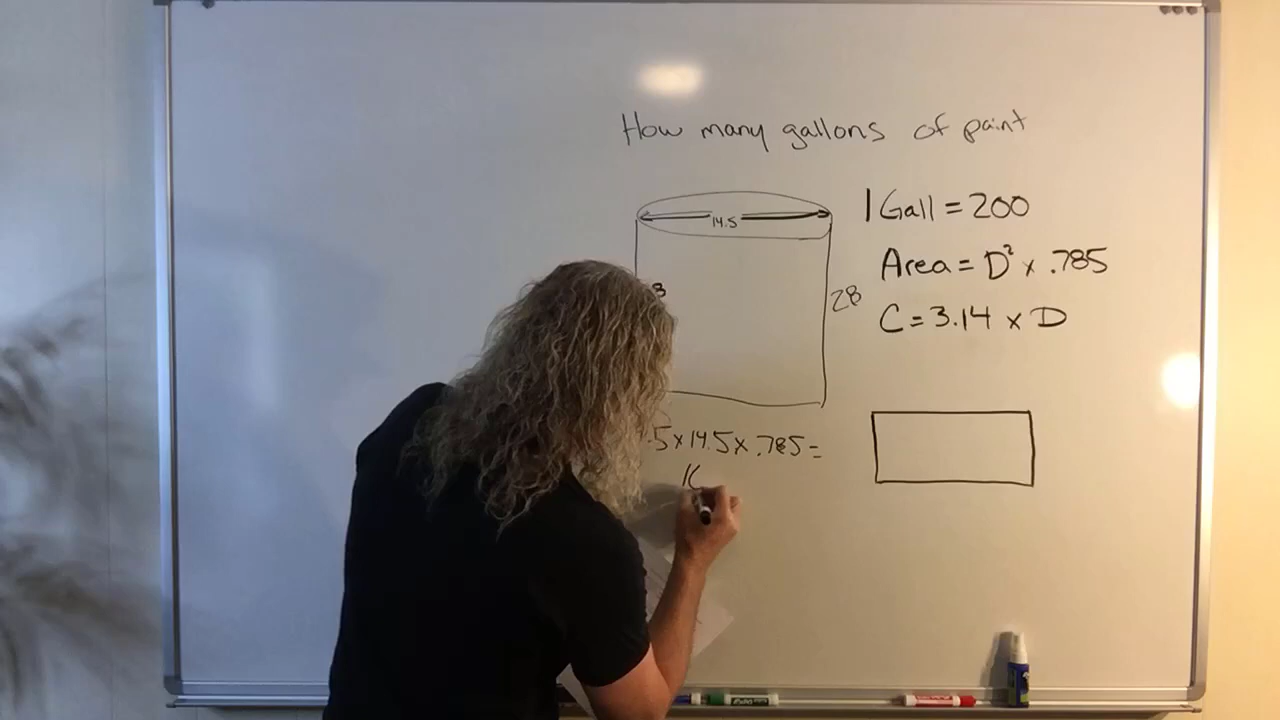 How many gallons of paint
14.5
1 Gall = 200
Area = D² x .785
28
C = 3.14 x D
.5 x 14.5 x .785 =